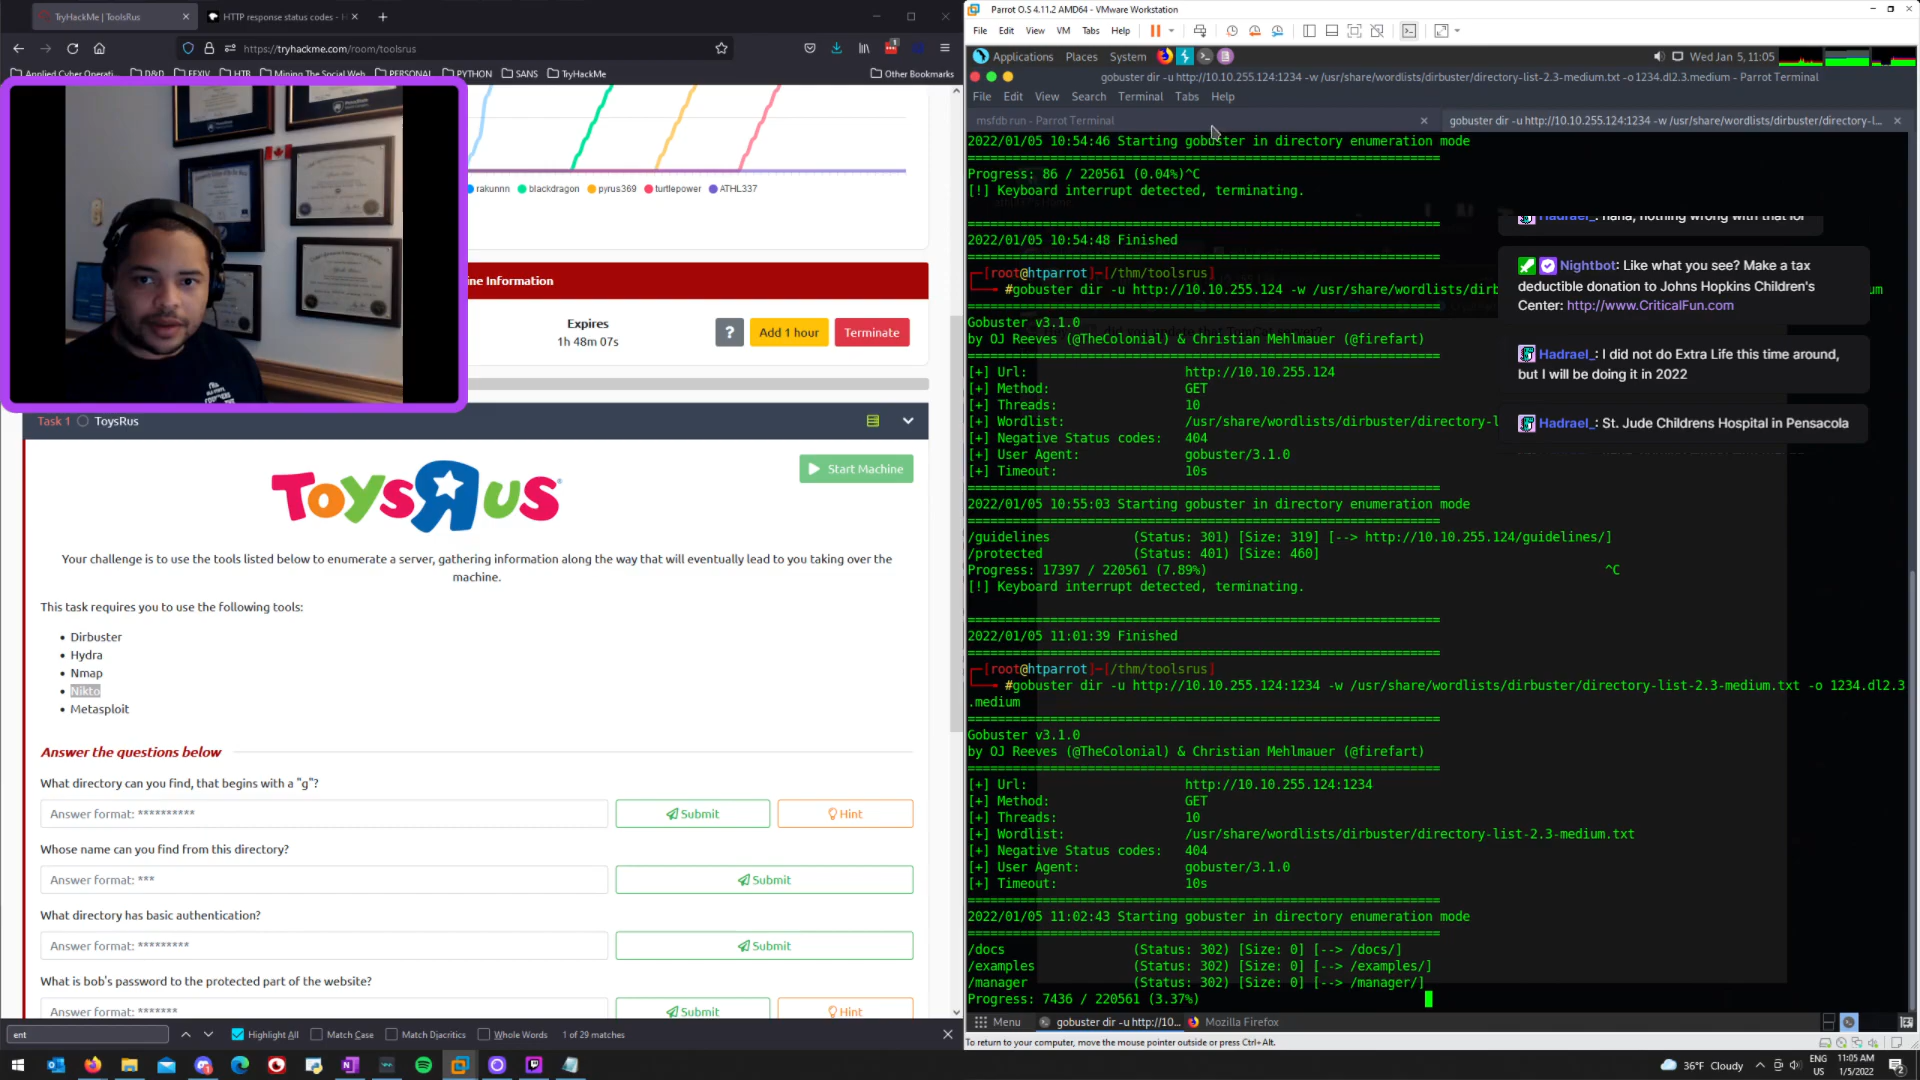 TryHackMe | ToolsRus
HTTP response status codes - H
https://tryhackme.com/room/toolsrus
Applied Cyber Operati...
D&D
FFXIV
HTB
Mining The Social Web
PERSONAL
PYTHON
SANS
TryHackMe
Other Bookmarks
rakunnn
blackdragon
pyrus369
turtlepower
ATHL337
ine Information
Expires
1h 48m 07s
?
Add 1 hour
Terminate
Task 1
ToysRus
Start Machine
ToysЯus
Your challenge is to use the tools listed below to enumerate a server, gathering information along the way that will eventually lead to you taking over the
machine.
This task requires you to use the following tools:
Dirbuster
Hydra
Nmap
Nikto
Metasploit
Answer the questions below
What directory can you find, that begins with a "g"?
Answer format: **********
Submit
Hint
Whose name can you find from this directory?
Answer format: ***
Submit
What directory has basic authentication?
Answer format: *********
Submit
What is bob's password to the protected part of the website?
Answer format: *******
Submit
Hint
ent
Highlight All
Match Case
Match Diacritics
Whole Words
1 of 29 matches
Parrot O.S 4.11.2 AMD64 - VMware Workstation
File Edit View VM Tabs Help
Applications Places System
Wed Jan 5, 11:05
gobuster dir -u http://10.10.255.124:1234 -w /usr/share/wordlists/dirbuster/directory-list-2.3-medium.txt -o 1234.dl2.3.medium - Parrot Terminal
File Edit View Search Terminal Tabs Help
msfdb run - Parrot Terminal
gobuster dir -u http://10.10.255.124:1234 -w /usr/share/wordlists/dirbuster/directory-l...
2022/01/05 10:54:46 Starting gobuster in directory enumeration mode
===============================================================
Progress: 86 / 220561 (0.04%)^C
[!] Keyboard interrupt detected, terminating.
===============================================================
2022/01/05 10:54:48 Finished
===============================================================
[root@htparrot]─[/thm/toolsrus]
#gobuster dir -u http://10.10.255.124 -w /usr/share/wordlists/dirb
===============================================================
Gobuster v3.1.0
by OJ Reeves (@TheColonial) & Christian Mehlmauer (@firefart)
===============================================================
[+] Url: http://10.10.255.124
[+] Method: GET
[+] Threads: 10
[+] Wordlist: /usr/share/wordlists/dirbuster/directory-l
[+] Negative Status codes: 404
[+] User Agent: gobuster/3.1.0
[+] Timeout: 10s
===============================================================
2022/01/05 10:55:03 Starting gobuster in directory enumeration mode
===============================================================
/guidelines (Status: 301) [Size: 319] [--> http://10.10.255.124/guidelines/]
/protected (Status: 401) [Size: 460]
Progress: 17397 / 220561 (7.89%) ^C
[!] Keyboard interrupt detected, terminating.
===============================================================
2022/01/05 11:01:39 Finished
===============================================================
[root@htparrot]─[/thm/toolsrus]
#gobuster dir -u http://10.10.255.124:1234 -w /usr/share/wordlists/dirbuster/directory-list-2.3-medium.txt -o 1234.dl2.3
.medium
===============================================================
Gobuster v3.1.0
by OJ Reeves (@TheColonial) & Christian Mehlmauer (@firefart)
===============================================================
[+] Url: http://10.10.255.124:1234
[+] Method: GET
[+] Threads: 10
[+] Wordlist: /usr/share/wordlists/dirbuster/directory-list-2.3-medium.txt
[+] Negative Status codes: 404
[+] User Agent: gobuster/3.1.0
[+] Timeout: 10s
===============================================================
2022/01/05 11:02:43 Starting gobuster in directory enumeration mode
===============================================================
/docs (Status: 302) [Size: 0] [--> /docs/]
/examples (Status: 302) [Size: 0] [--> /examples/]
/manager (Status: 302) [Size: 0] [--> /manager/]
Progress: 7436 / 220561 (3.37%)
Hadrael_: haha, nothing wrong with that lol
Nightbot: Like what you see? Make a tax
deductible donation to Johns Hopkins Children's
Center: http://www.CriticalFun.com
Hadrael_: I did not do Extra Life this time around,
but I will be doing it in 2022
Hadrael_: St. Jude Childrens Hospital in Pensacola
Menu
gobuster dir -u http://10...
Mozilla Firefox
To return to your computer, move the mouse pointer outside or press Ctrl+Alt.
36°F Cloudy
ENG
US
11:05 AM
1/5/2022
2